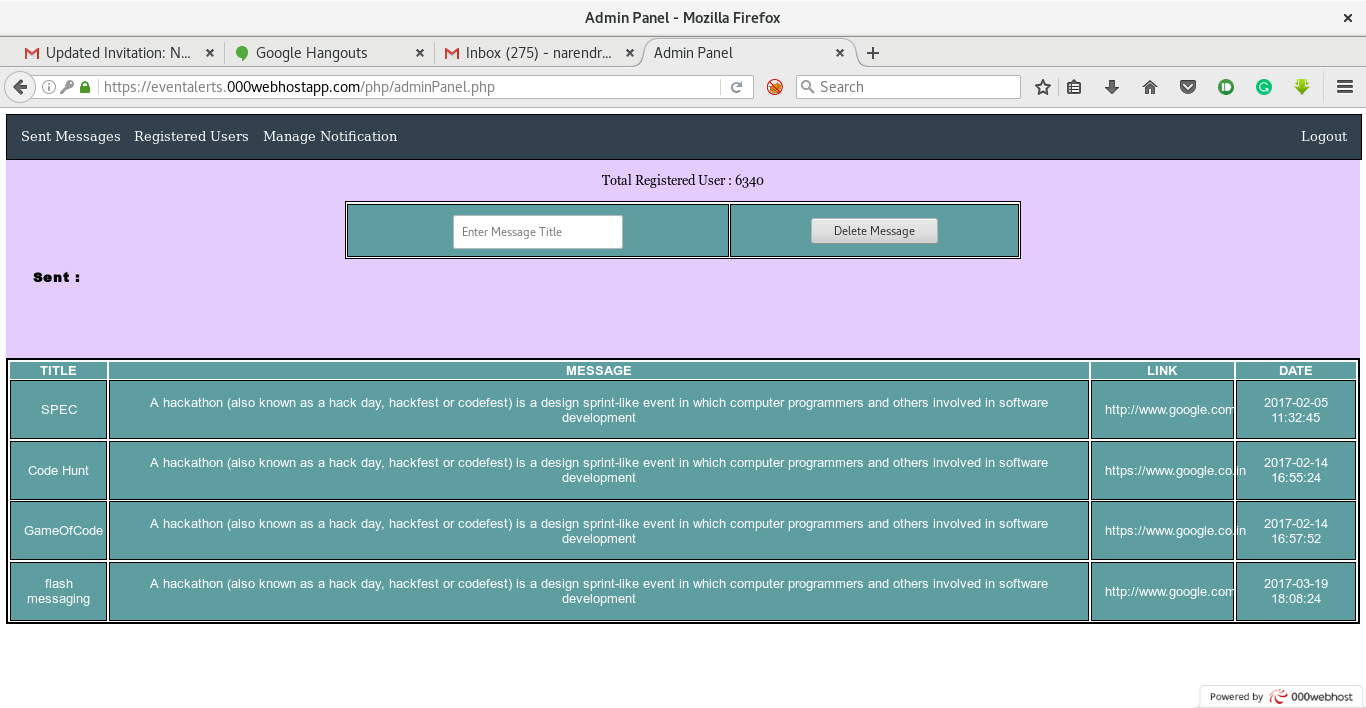 Admin Panel - Mozilla Firefox
Updated Invitation: N...
Google Hangouts
Inbox (275) - narendr...
Admin Panel
https://eventalerts.000webhostapp.com/php/adminPanel.php
Search
Sent Messages Registered Users Manage Notification Logout
Total Registered User : 6340
Enter Message Title
Delete Message
Sent :
TITLE MESSAGE LINK DATE
SPEC
A hackathon (also known as a hack day, hackfest or codefest) is a design sprint-like event in which computer programmers and others involved in software
development
http://www.google.com
2017-02-05
11:32:45
Code Hunt
A hackathon (also known as a hack day, hackfest or codefest) is a design sprint-like event in which computer programmers and others involved in software
development
https://www.google.co.in
2017-02-14
16:55:24
GameOfCode
A hackathon (also known as a hack day, hackfest or codefest) is a design sprint-like event in which computer programmers and others involved in software
development
https://www.google.co.in
2017-02-14
16:57:52
flash
messaging
A hackathon (also known as a hack day, hackfest or codefest) is a design sprint-like event in which computer programmers and others involved in software
development
http://www.google.com
2017-03-19
18:08:24
Powered by 000webhost